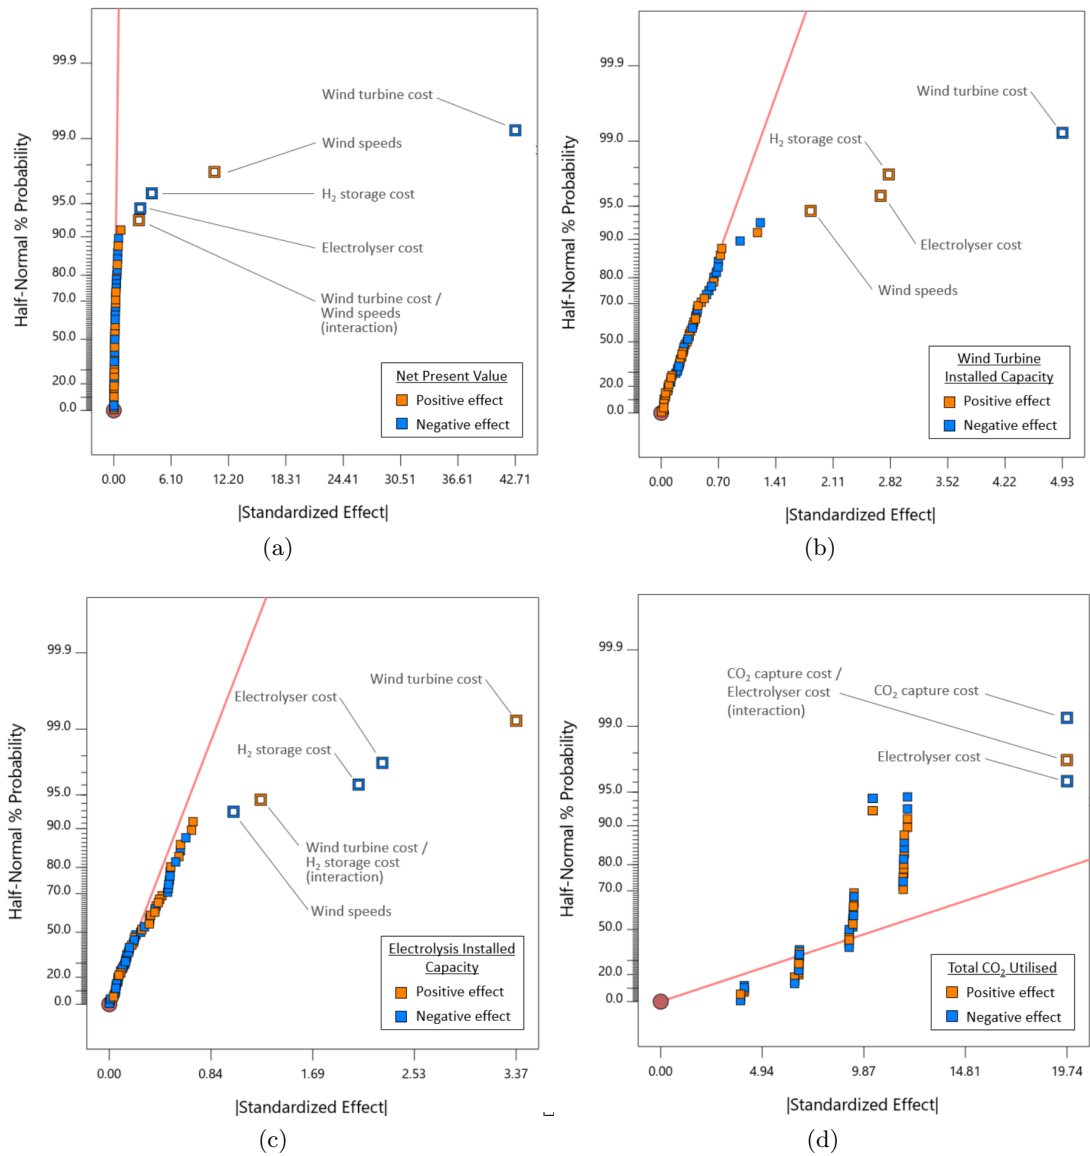 99.9
99.0
95.0
90.0
80.0
70.0
50.0
20.0
0.0
Half-Normal % Probability
Wind turbine cost
Wind speeds
H₂ storage cost
Electrolyser cost
Wind turbine cost /
Wind speeds
(interaction)
Net Present Value
Positive effect
Negative effect
0.00 6.10 12.20 18.31 24.41 30.51 36.61 42.71
|Standardized Effect|
(a)
99.9
99.0
95.0
90.0
80.0
70.0
50.0
20.0
0.0
Half-Normal % Probability
Wind turbine cost
H₂ storage cost
Electrolyser cost
Wind speeds
Wind Turbine
Installed Capacity
Positive effect
Negative effect
0.00 0.70 1.41 2.11 2.82 3.52 4.22 4.93
|Standardized Effect|
(b)
99.9
99.0
95.0
90.0
80.0
70.0
50.0
20.0
0.0
Half-Normal % Probability
Wind turbine cost
Electrolyser cost
H₂ storage cost
Wind turbine cost /
H₂ storage cost
(interaction)
Wind speeds
Electrolysis Installed
Capacity
Positive effect
Negative effect
0.00 0.84 1.69 2.53 3.37
|Standardized Effect|
(c)
99.9
99.0
95.0
90.0
80.0
70.0
50.0
20.0
0.0
Half-Normal % Probability
CO₂ capture cost /
Electrolyser cost
(interaction)
CO₂ capture cost
Electrolyser cost
Total CO₂ Utilised
Positive effect
Negative effect
0.00 4.94 9.87 14.81 19.74
|Standardized Effect|
(d)